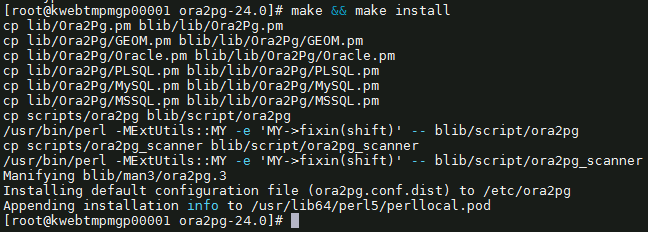 [root@kwebtmpmgp00001 ora2pg-24.0]# make && make install
cp lib/Ora2Pg.pm blib/lib/Ora2Pg.pm
cp lib/Ora2Pg/GEOM.pm blib/lib/Ora2Pg/GEOM.pm
cp lib/Ora2Pg/Oracle.pm blib/lib/Ora2Pg/Oracle.pm
cp lib/Ora2Pg/PLSQL.pm blib/lib/Ora2Pg/PLSQL.pm
cp lib/Ora2Pg/MySQL.pm blib/lib/Ora2Pg/MySQL.pm
cp lib/Ora2Pg/MSSQL.pm blib/lib/Ora2Pg/MSSQL.pm
cp scripts/ora2pg blib/script/ora2pg
/usr/bin/perl -MExtUtils::MY -e 'MY->fixin(shift)' -- blib/script/ora2pg
cp scripts/ora2pg_scanner blib/script/ora2pg_scanner
/usr/bin/perl -MExtUtils::MY -e 'MY->fixin(shift)' -- blib/script/ora2pg_scanner
Manifying blib/man3/ora2pg.3
Installing default configuration file (ora2pg.conf.dist) to /etc/ora2pg
Appending installation info to /usr/lib64/perl5/perllocal.pod
[root@kwebtmpmgp00001 ora2pg-24.0]#